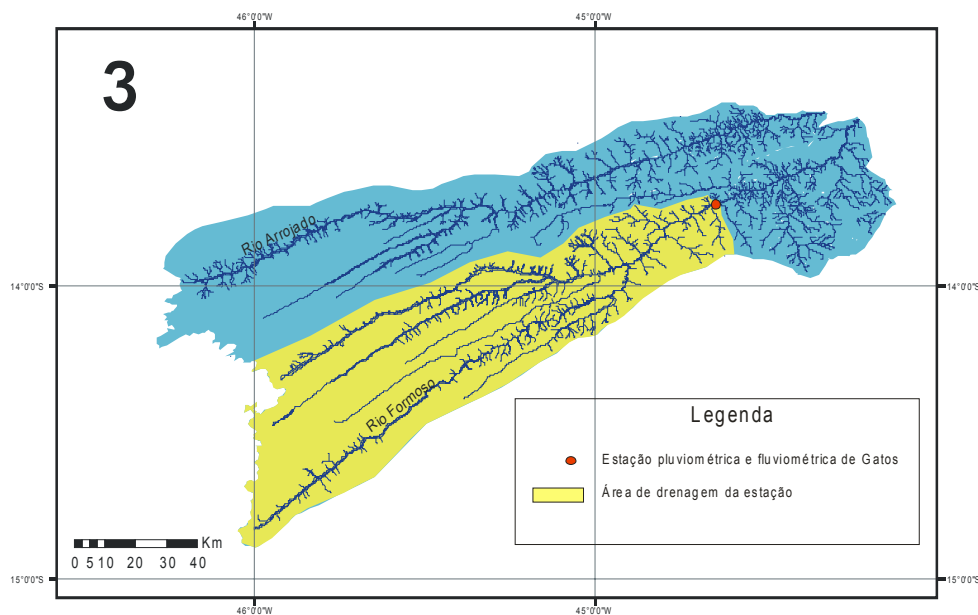 46°0'0"W 45°0'0"W
3
Rio Arrojado
14°0'0"S 14°0'0"S
Rio Formoso
Legenda
Estação pluviométrica e fluviométrica de Gatos
Área de drenagem da estação
Km
0 5 10 20 30 40
15°0'0"S 15°0'0"S
46°0'0"W 45°0'0"W